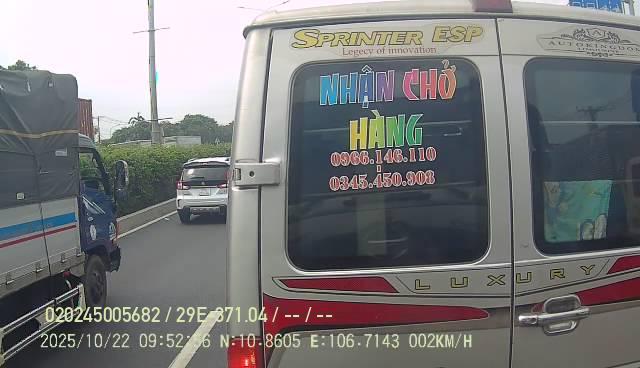 SPRINTER ESP
Legacy of innovation
AUTOKINGDOM
NHẬN CHỞ
HÀNG
0966.146.110
0345.450.908
LUXURY
020245005682 / 29E-371.04 / -- / --
2025/10/22 09:52:56 N:10.8605 E:106.7143 002KM/H